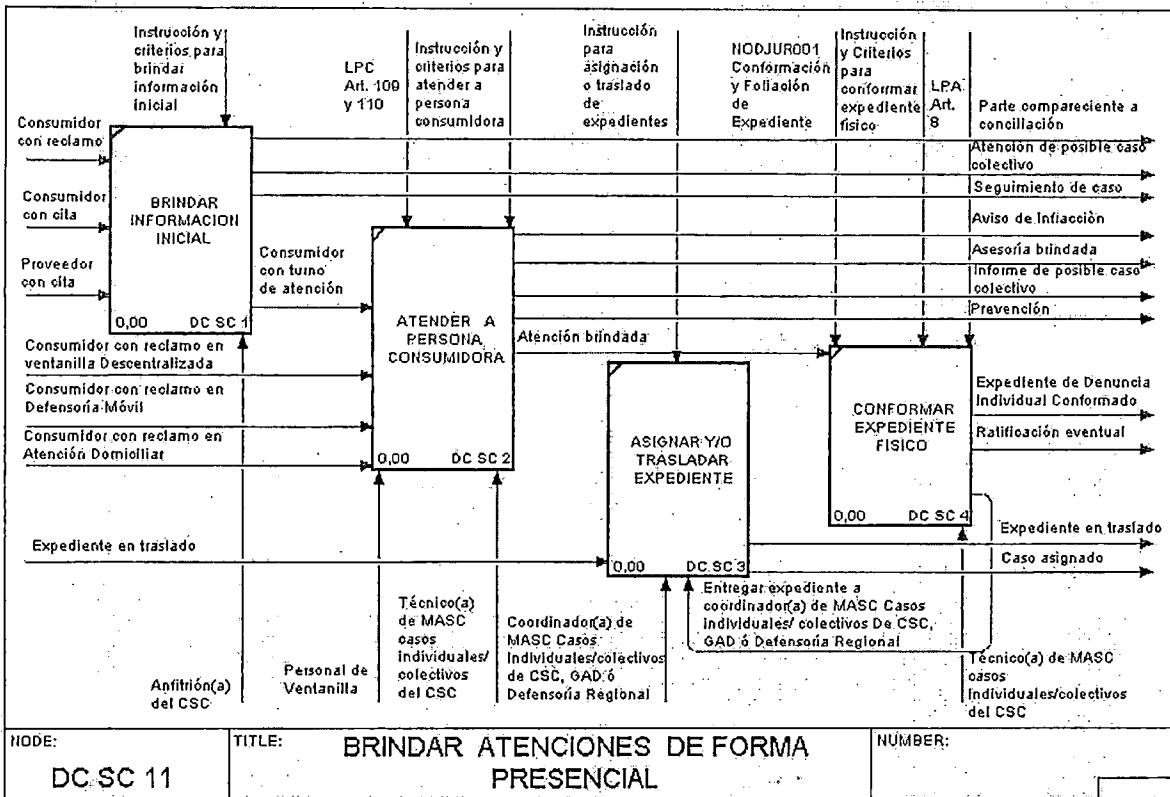 Instrucción y
criterios para
brindar
información
inicial
LPC
Art. 109
y 110
Instrucción y
criterios para
atender a
persona
consumidora
Instrucción
para
asignación
o traslado
de
expedientes
NODJUR001
Conformación
y Foliación
de
Expediente
Instrucción
y Criterios
para
conformar
expediente
físico
LPA
Art.
8
Consumidor
con reclamo
Consumidor
con cita
Proveedor
con cita
BRINDAR
INFORMACION
INICIAL
0,00 DC SC 1
Parte compareciente a
conciliación
Atención de posible caso
colectivo
Seguimiento de caso
Aviso de Infracción
Asesoría brindada
Informe de posible caso
colectivo
Prevención
Consumidor
con turno
de atención
Consumidor con reclamo en
ventanilla Descentralizada
Consumidor con reclamo en
Defensoría Móvil
Consumidor con reclamo en
Atención Domiciliar
ATENDER A
PERSONA
CONSUMIDORA
0,00 DC SC 2
Atención brindada
ASIGNAR Y/O
TRASLADAR
EXPEDIENTE
0,00 DC SC 3
CONFORMAR
EXPEDIENTE
FISICO
0,00 DC SC 4
Expediente de Denuncia
Individual Conformado
Ratificación eventual
Expediente en traslado
Expediente en traslado
Caso asignado
Entregar expediente a
coordinador(a) de MASC Casos
Individuales/ colectivos De CSC,
GAD ó Defensoría Regional
Anfitrión(a)
del CSC
Personal de
Ventanilla
Técnico(a)
de MASC
casos
individuales/
colectivos
del CSC
Coordinador(a) de
MASC Casos
Individuales/colectivos
de CSC, GAD ó
Defensoría Regional
Técnico(a) de MASC
casos
Individuales/colectivos
del CSC
NODE:
DC SC 11
TITLE:
BRINDAR ATENCIONES DE FORMA
PRESENCIAL
NUMBER: